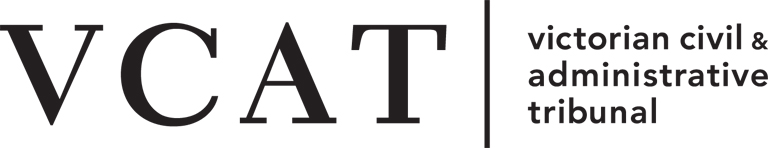 VCAT
victorian civil &
administrative
tribunal